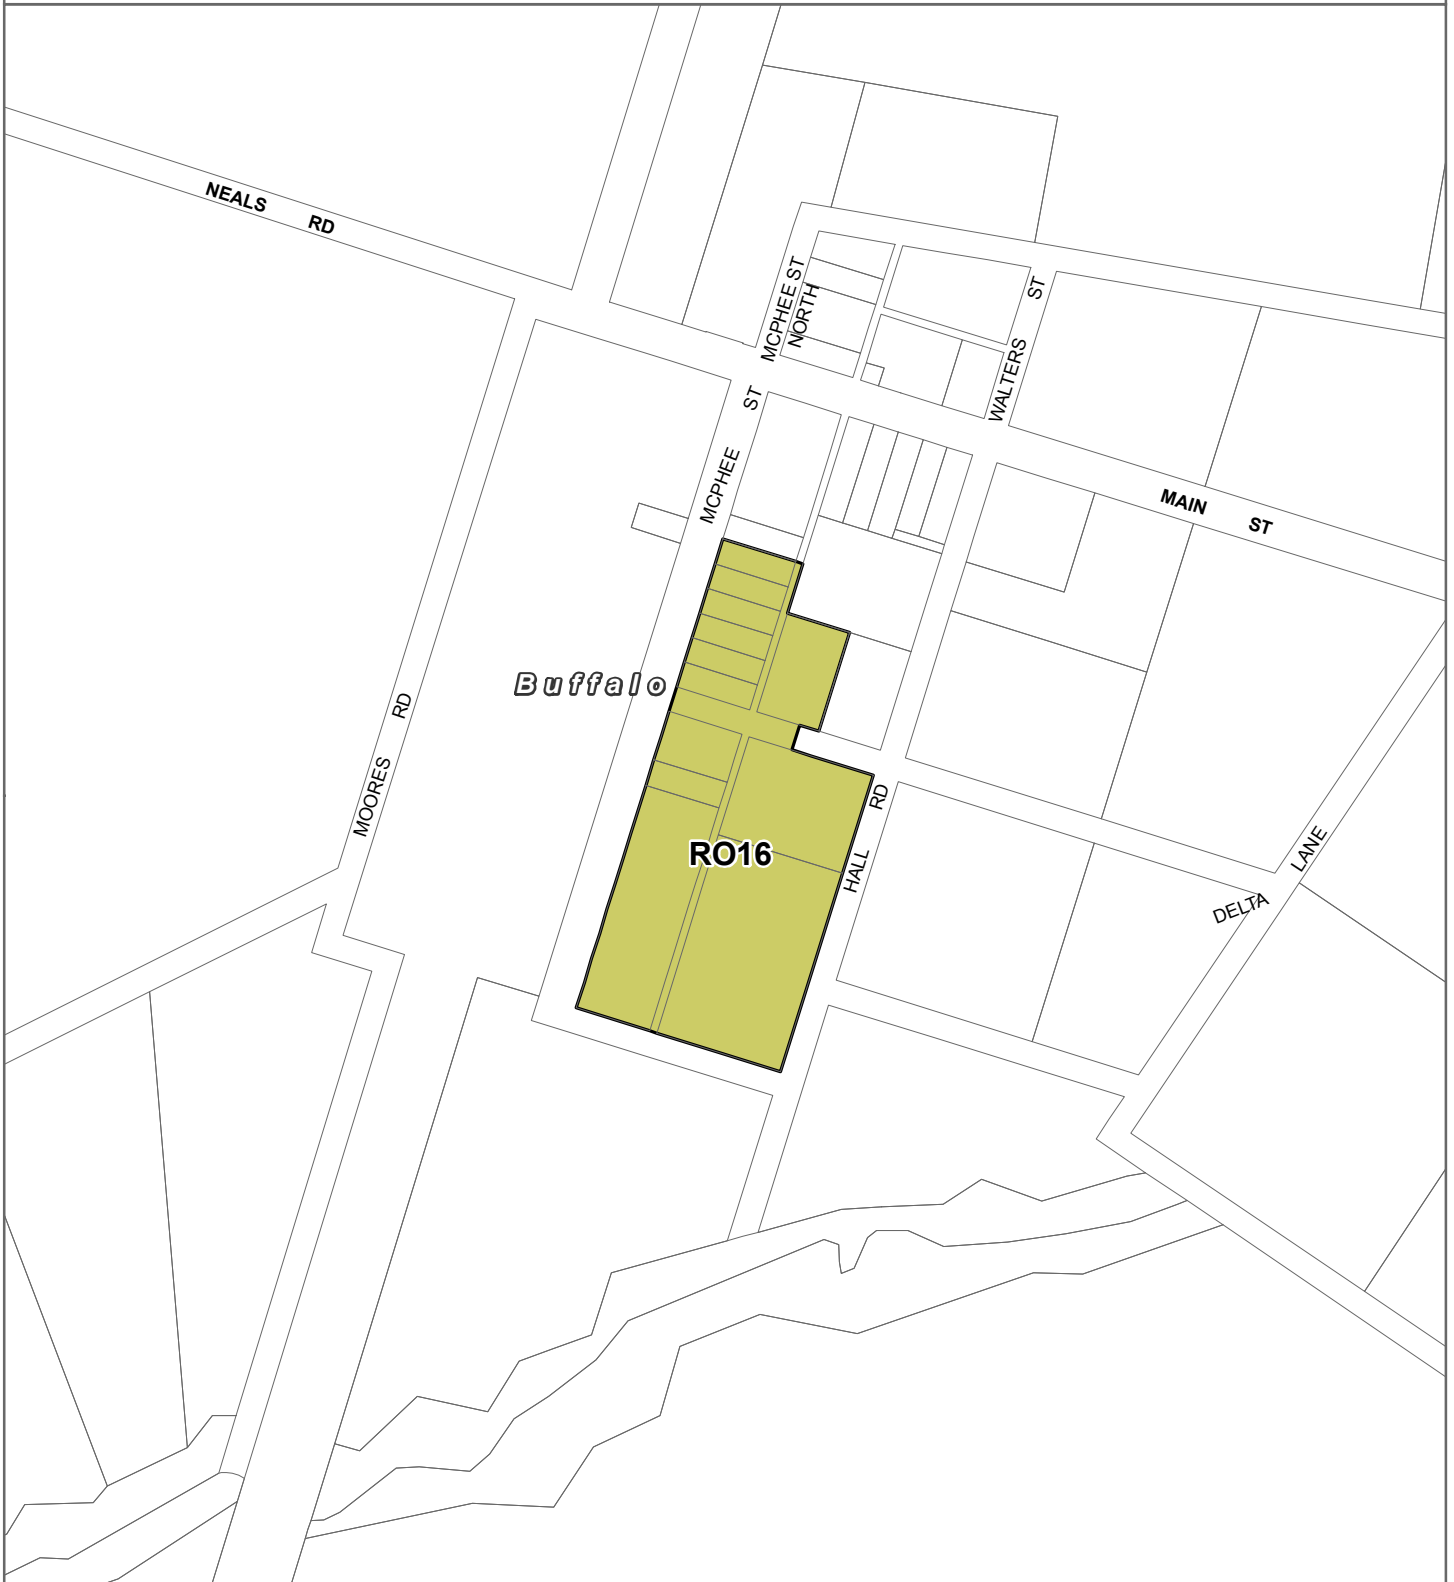 NEALS RD
MCPHEE ST
NORTH
ST
WALTERS
ST
MCPHEE
MAIN ST
Buffalo
RD
MOORES
RD
HALL
RO16
LANE
DELTA